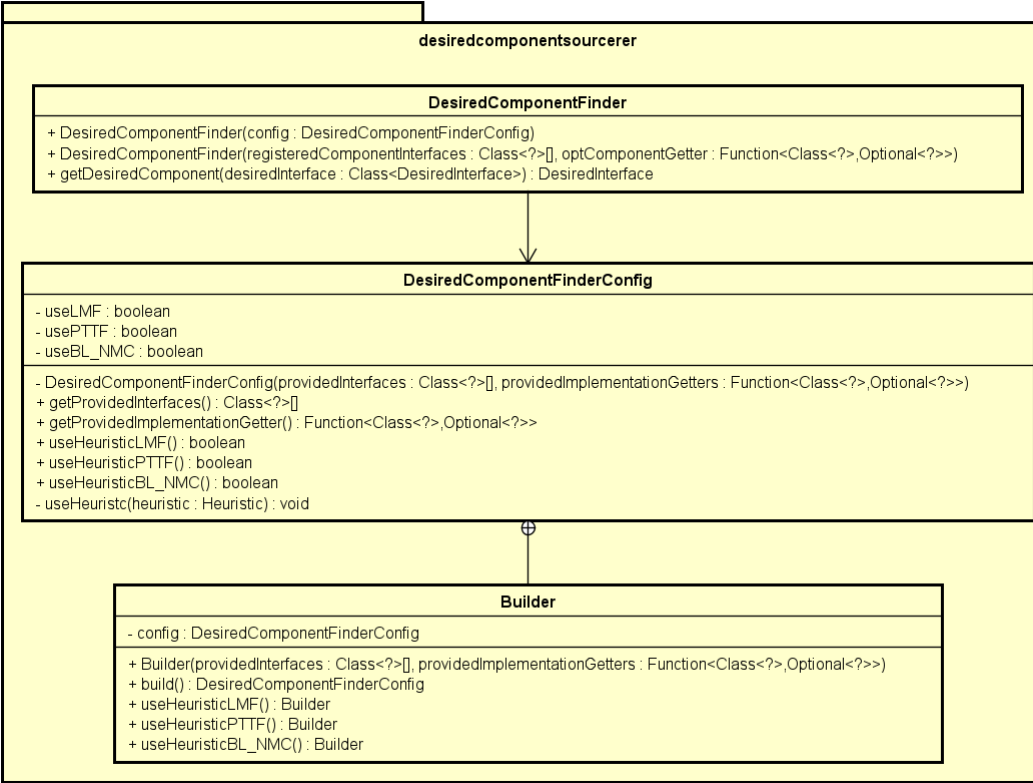 desiredcomponentsourcerer
DesiredComponentFinder
+ DesiredComponentFinder(config : DesiredComponentFinderConfig)
+ DesiredComponentFinder(registeredComponentInterfaces : Class<?>[], optComponentGetter : Function<Class<?>,Optional<?>>)
+ getDesiredComponent(desiredInterface : Class<DesiredInterface>) : DesiredInterface
DesiredComponentFinderConfig
- useLMF : boolean
- usePTTF : boolean
- useBL_NMC : boolean
- DesiredComponentFinderConfig(providedInterfaces : Class<?>[], providedImplementationGetters : Function<Class<?>,Optional<?>>)
+ getProvidedInterfaces() : Class<?>[]
+ getProvidedImplementationGetter() : Function<Class<?>,Optional<?>>
+ useHeuristicLMF() : boolean
+ useHeuristicPTTF() : boolean
+ useHeuristicBL_NMC() : boolean
- useHeuristc(heuristic : Heuristic) : void
Builder
- config : DesiredComponentFinderConfig
+ Builder(providedInterfaces : Class<?>[], providedImplementationGetters : Function<Class<?>,Optional<?>>)
+ build() : DesiredComponentFinderConfig
+ useHeuristicLMF() : Builder
+ useHeuristicPTTF() : Builder
+ useHeuristicBL_NMC() : Builder